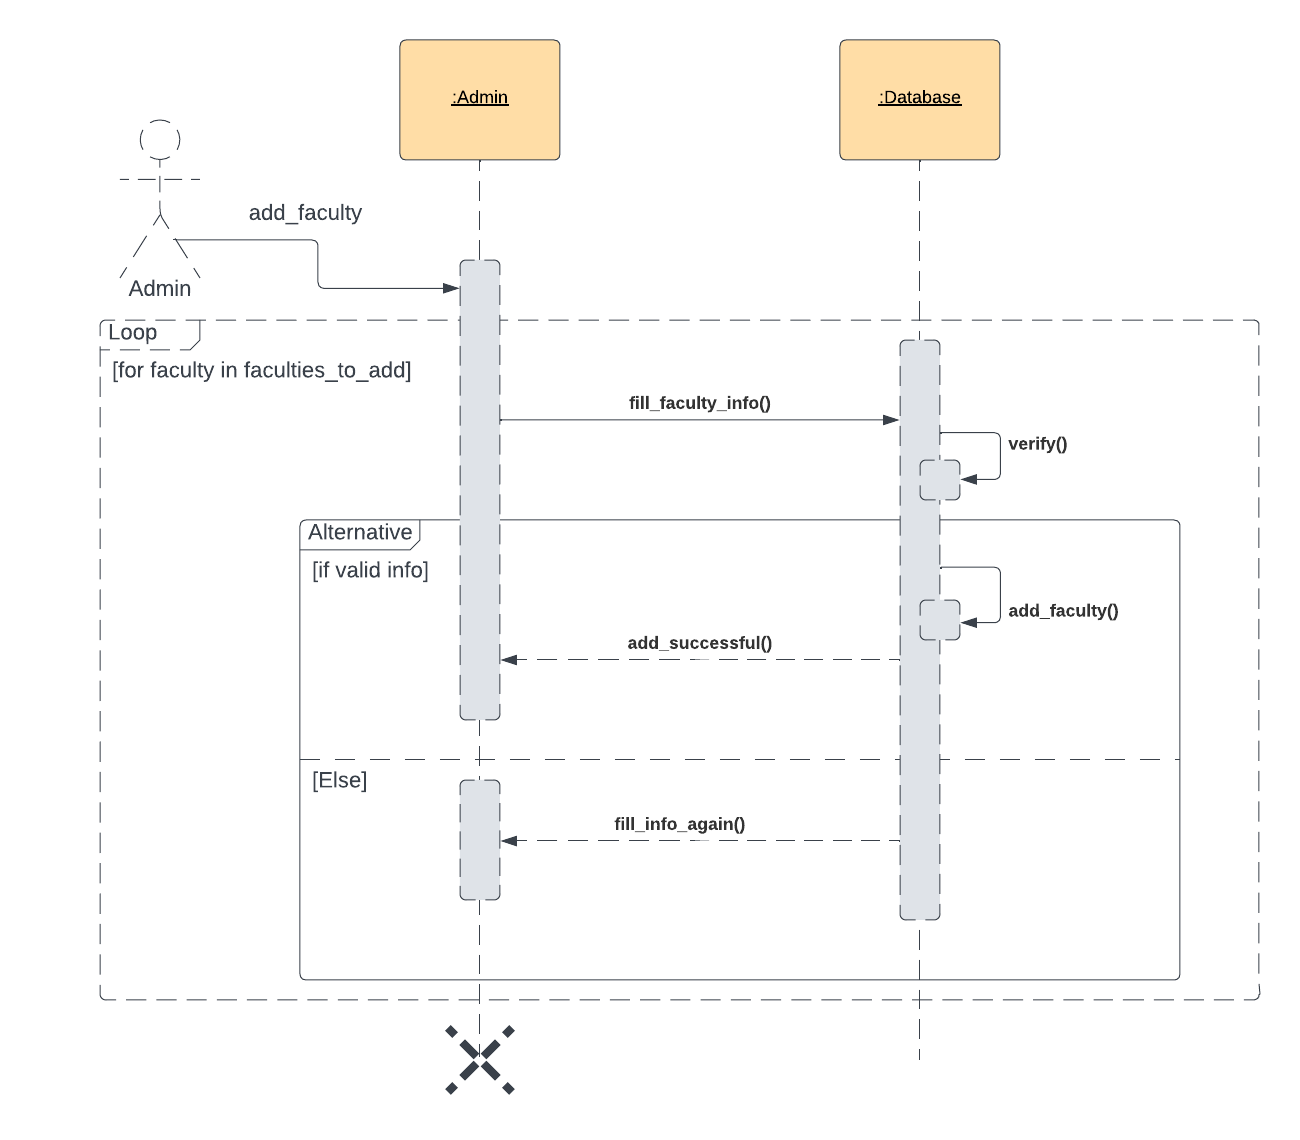 :Admin
:Database
add_faculty
Admin
Loop
[for faculty in faculties_to_add]
fill_faculty_info()
verify()
Alternative
[if valid info]
add_faculty()
add_successful()
[Else]
fill_info_again()